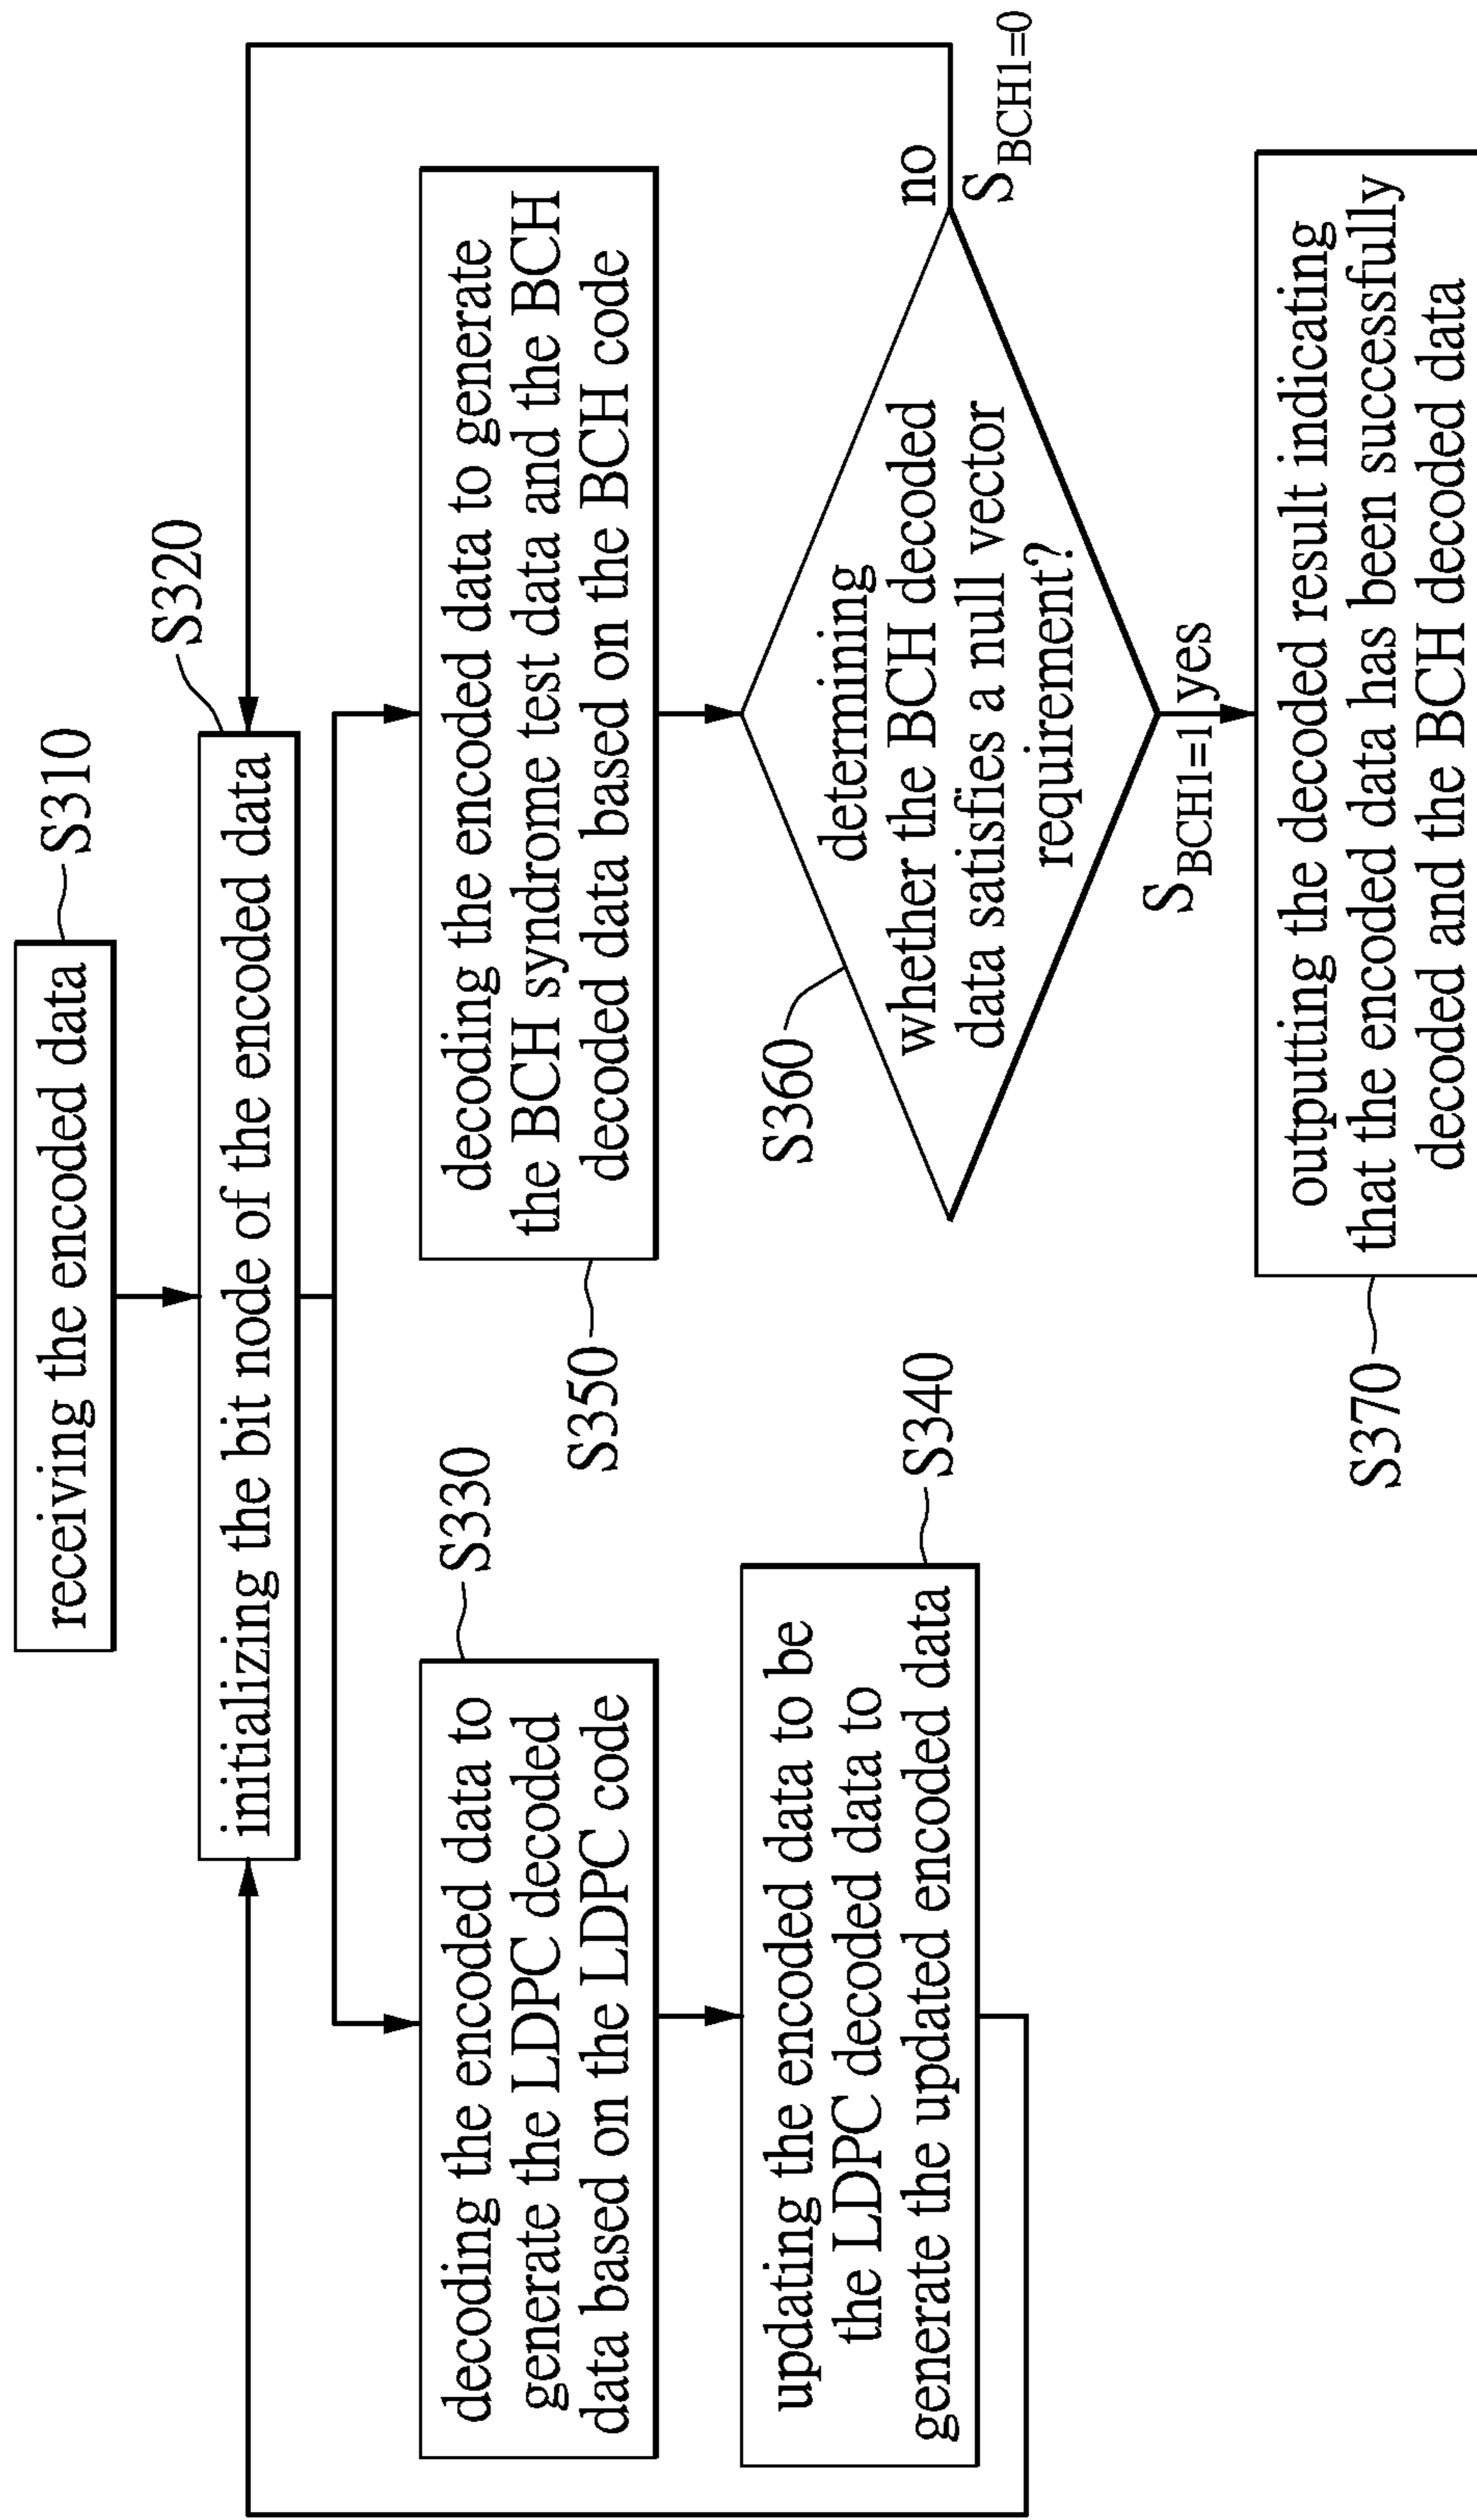 receiving the encoded data
S310
initializing the bit node of the encoded data
S320
decoding the encoded data to
generate the LDPC decoded
data based on the LDPC code
S330
updating the encoded data to be
the LDPC decoded data to
generate the updated encoded data
S340
decoding the encoded data to generate
the BCH syndrome test data and the BCH
decoded data based on the BCH code
S350
S360
determining
whether the BCH decoded
data satisfies a null vector
requirement?
no
SBCH1=0
SBCH1=1 yes
outputting the decoded result indicating
that the encoded data has been successfully
decoded and the BCH decoded data
S370